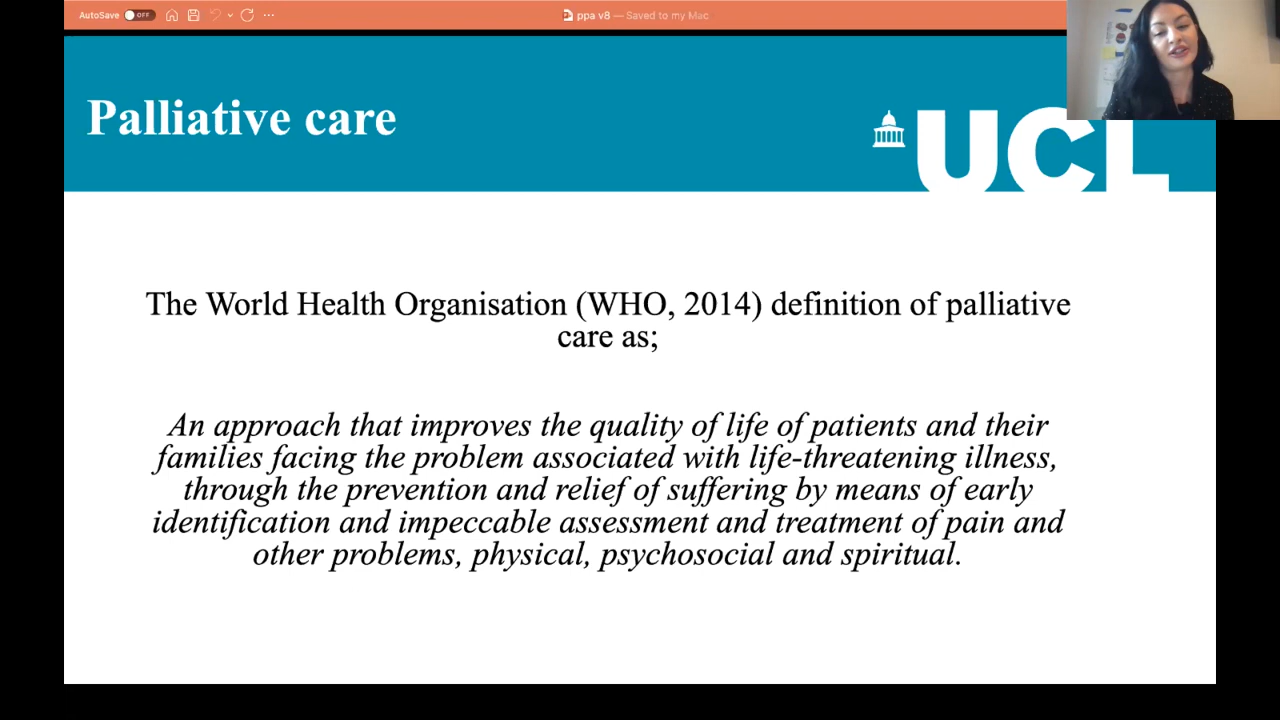 AutoSave OFF
ppa v8 — Saved to my Mac
Palliative care
UCL
The World Health Organisation (WHO, 2014) definition of palliative
care as;
An approach that improves the quality of life of patients and their
families facing the problem associated with life-threatening illness,
through the prevention and relief of suffering by means of early
identification and impeccable assessment and treatment of pain and
other problems, physical, psychosocial and spiritual.